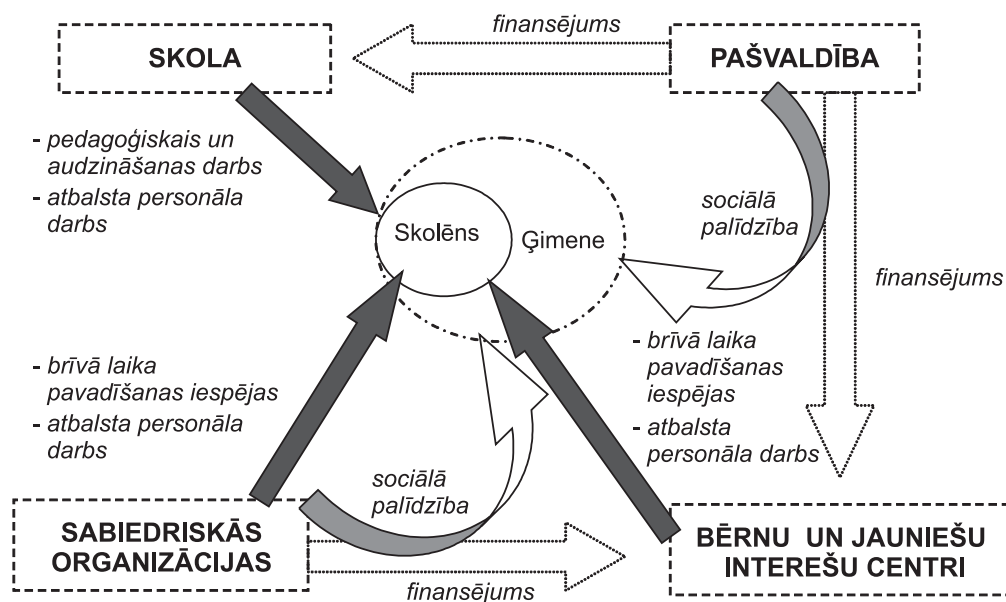 finansējums
SKOLA
PAŠVALDĪBA
- pedagoģiskais un
audzināšanas darbs
- atbalsta personāla
darbs
sociālā
palīdzība
Skolēns
Ģimene
finansējums
- brīvā laika
pavadīšanas iespējas
- atbalsta personāla
darbs
- brīvā laika
pavadīšanas
iespējas
- atbalsta
personāla darbs
sociālā
palīdzība
SABIEDRISKĀS
ORGANIZĀCIJAS
BĒRNU UN JAUNIEŠU
INTEREŠU CENTRI
finansējums